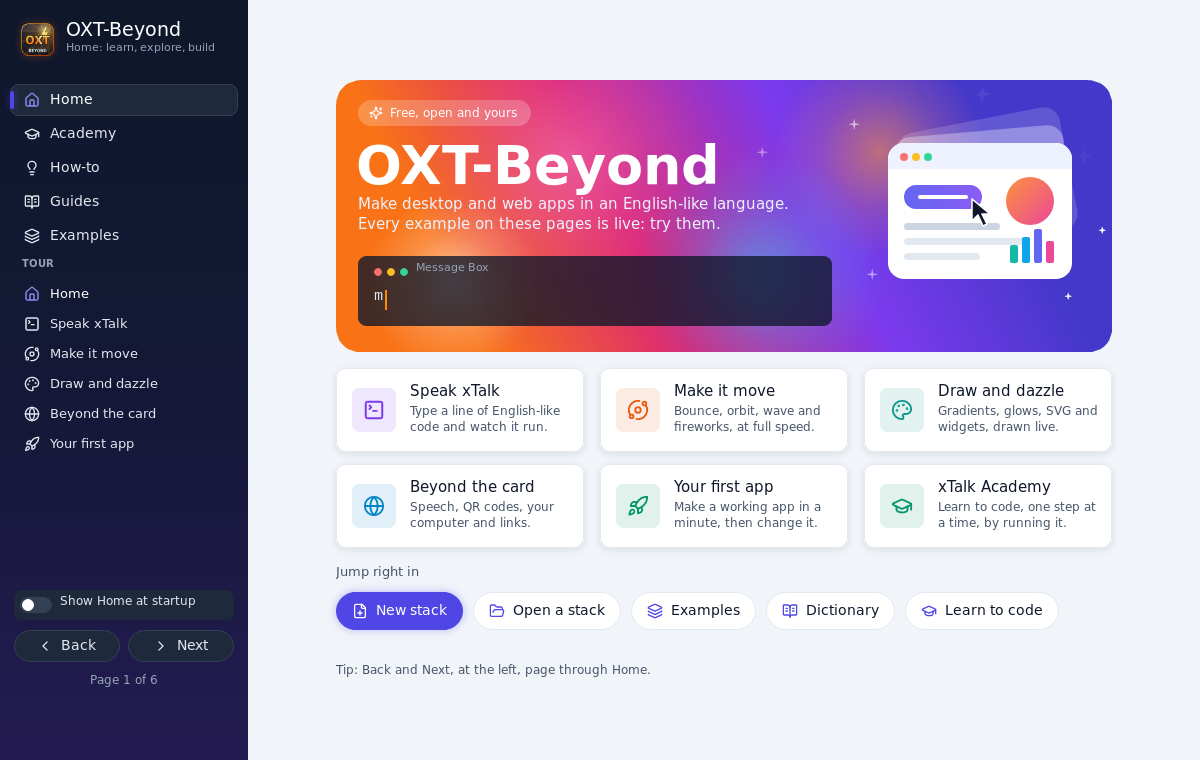 OXT
BEYOND
OXT-Beyond
Home: learn, explore, build
Home
Academy
How-to
Guides
Examples
TOUR
Home
Speak xTalk
Make it move
Draw and dazzle
Beyond the card
Your first app
Show Home at startup
Back
Next
Page 1 of 6
Free, open and yours
OXT-Beyond
Make desktop and web apps in an English-like language.
Every example on these pages is live: try them.
Message Box
m
Speak xTalk
Type a line of English-like
code and watch it run.
Make it move
Bounce, orbit, wave and
fireworks, at full speed.
Draw and dazzle
Gradients, glows, SVG and
widgets, drawn live.
Beyond the card
Speech, QR codes, your
computer and links.
Your first app
Make a working app in a
minute, then change it.
xTalk Academy
Learn to code, one step at
a time, by running it.
Jump right in
New stack
Open a stack
Examples
Dictionary
Learn to code
Tip: Back and Next, at the left, page through Home.